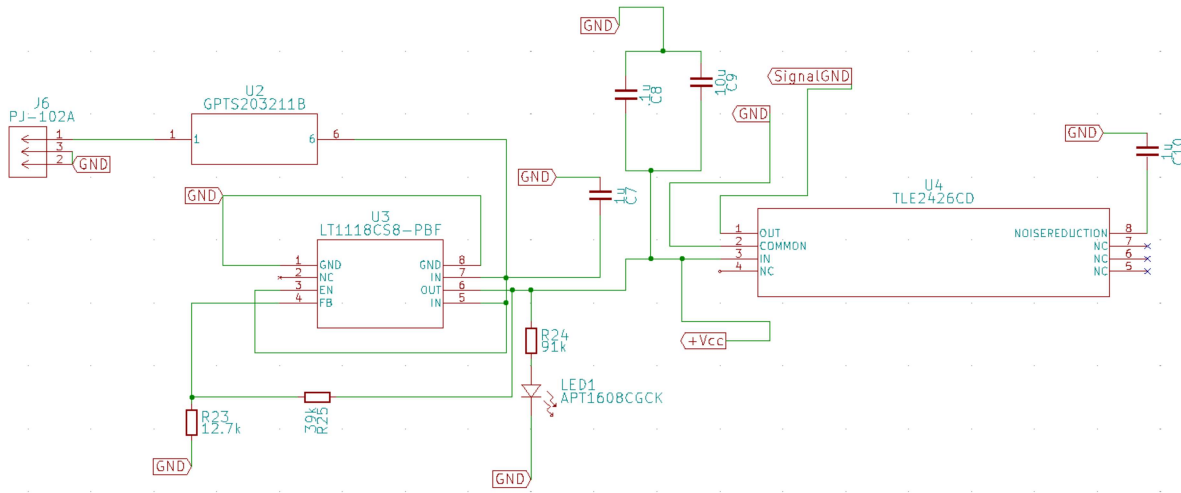 GND
J6
PJ-102A
1
3
2
GND
U2
GPTS203211B
1
1
6
6
.1u
C8
10u
C9
SignalGND
GND
GND
1u
C10
GND
U3
LT1118CS8-PBF
1
GND
2
NC
3
EN
4
FB
GND
8
IN
7
OUT
6
IN
5
GND
1u
C7
U4
TLE2426CD
1
OUT
2
COMMON
3
IN
4
NC
NOISEREDUCTION
8
NC
7
NC
6
NC
5
+Vcc
R24
91k
LED1
APT1608CGCK
R23
12.7k
39k
R25
GND
GND